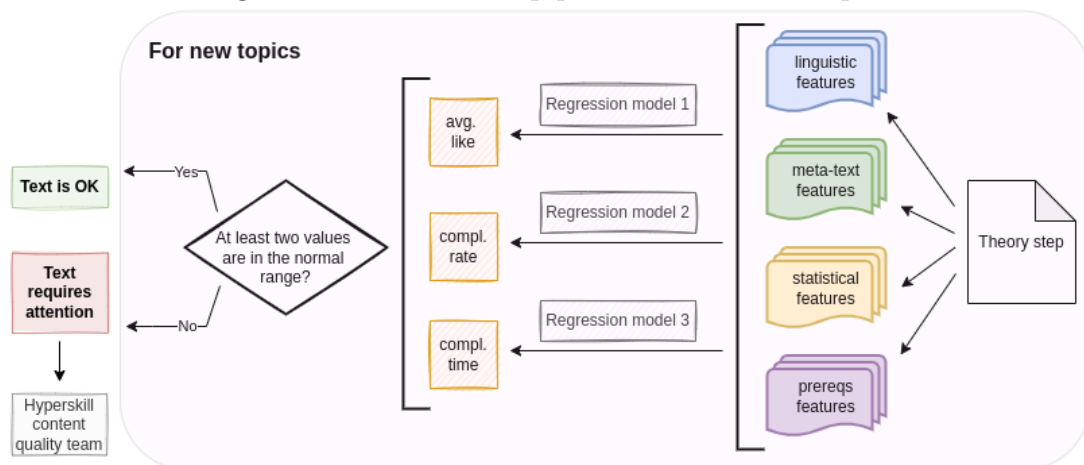 For new topics
linguistic
features
Regression model 1
avg.
like
meta-text
features
Yes
Text is OK
Regression model 2
At least two values
are in the normal
range?
compl.
rate
Theory step
Text
requires
attention
statistical
features
Regression model 3
No
compl.
time
prereqs
features
Hyperskill
content
quality team